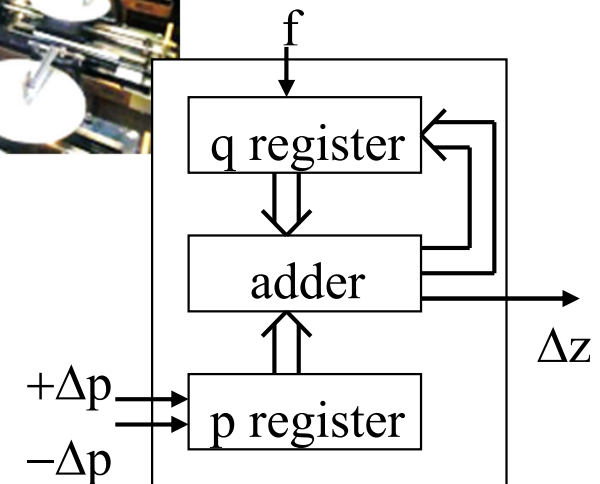 f
q register
adder
Δz
+Δp
p register
−Δp